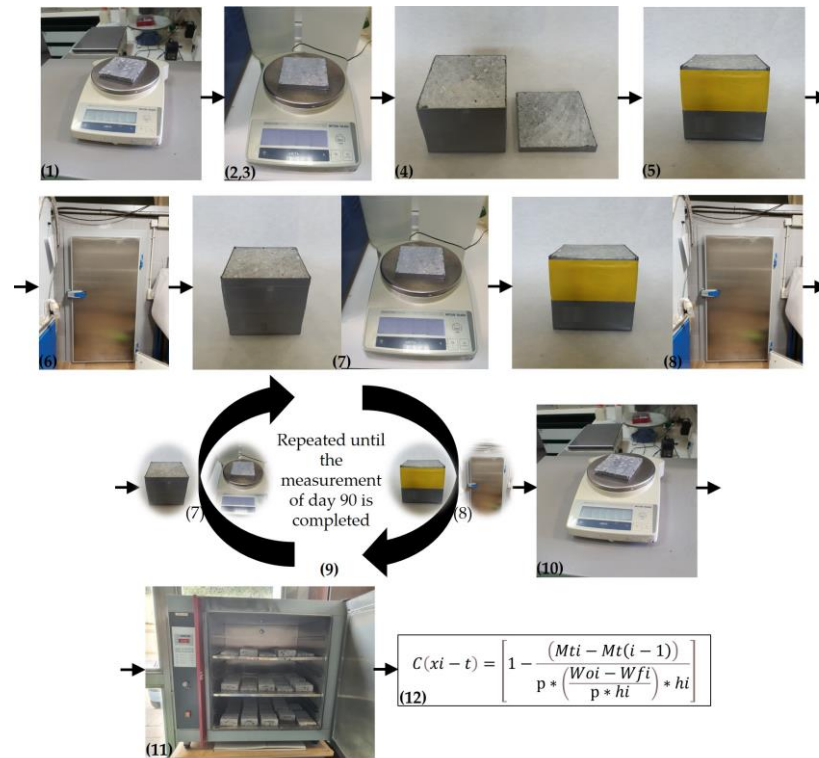 (1)
(2,3)
(4)
(5)
(6)
(7)
(8)
Repeated until
the
measurement
of day 90 is
completed
(7)
(8)
(9)
(10)
(11)
C(xi − t) = [1 − (Mti − Mt(i − 1)) / (p * ((Woi − Wfi) / (p * hi)) * hi)]
(12)